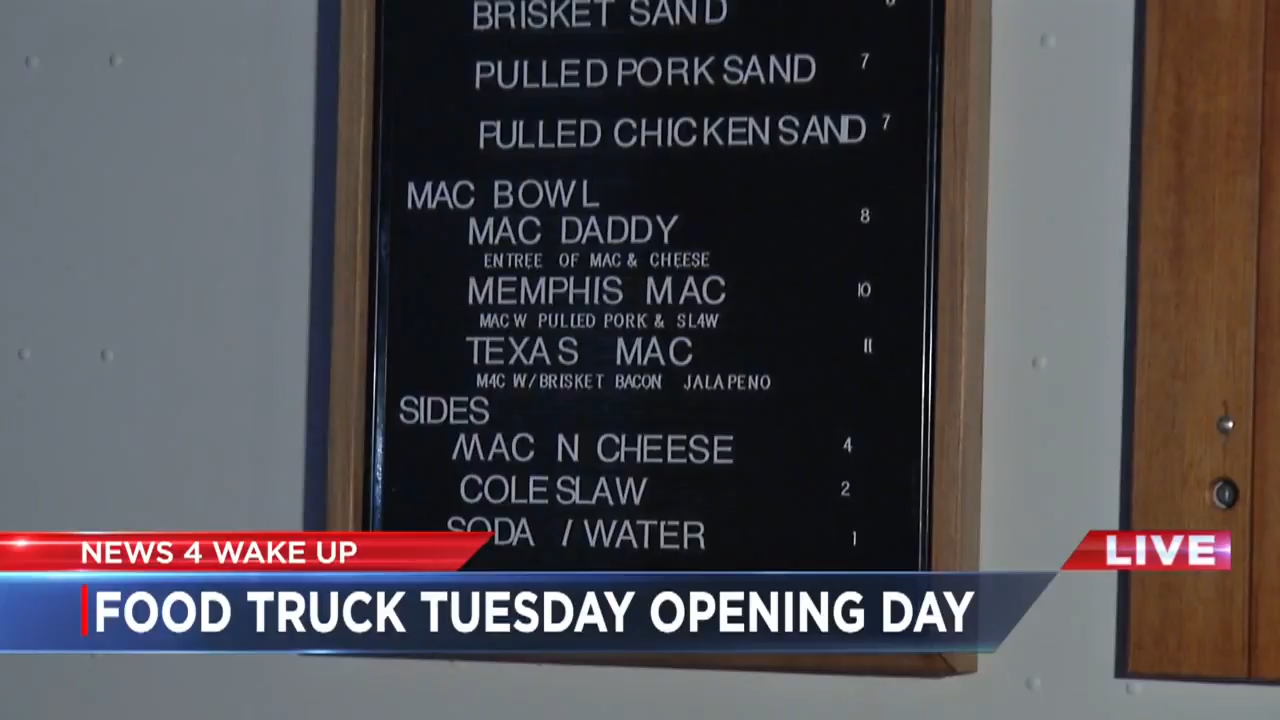 BRISKET SAND
PULLED PORK SAND 7
PULLED CHICKEN SAND 7
MAC BOWL
MAC DADDY 8
ENTREE OF MAC & CHEESE
MEMPHIS MAC 10
MAC W PULLED PORK & SL4W
TEXAS MAC 11
M4C W/BRISKET BACON JALAPENO
SIDES
MAC N CHEESE 4
COLE SLAW 2
SODA / WATER 1
NEWS 4 WAKE UP
LIVE
FOOD TRUCK TUESDAY OPENING DAY